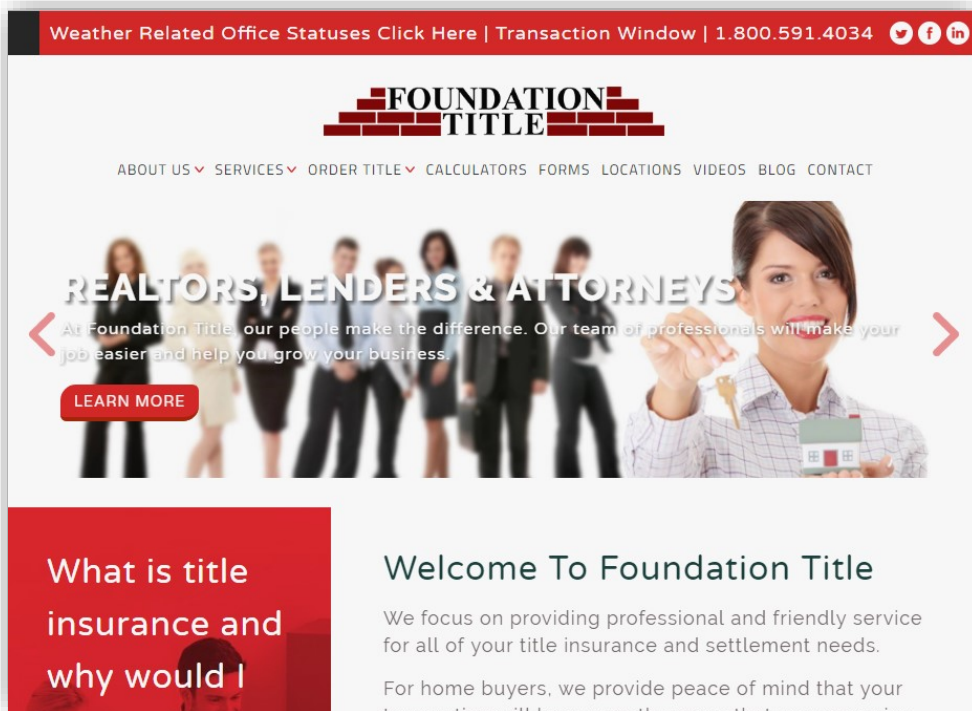 Weather Related Office Statuses Click Here | Transaction Window | 1.800.591.4034
FOUNDATION
TITLE
ABOUT US SERVICES ORDER TITLE CALCULATORS FORMS LOCATIONS VIDEOS BLOG CONTACT
REALTORS, LENDERS & ATTORNEYS
At Foundation Title, our people make the difference. Our team of professionals will make your
job easier and help you grow your business.
LEARN MORE
What is title
insurance and
why would I
Welcome To Foundation Title
We focus on providing professional and friendly service
for all of your title insurance and settlement needs.
For home buyers, we provide peace of mind that your